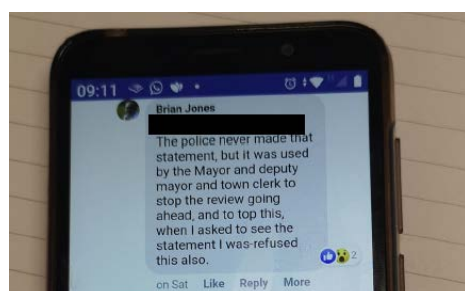 09:11
Brian Jones
The police never made that
statement, but it was used
by the Mayor and deputy
mayor and town clerk to
stop the review going
ahead, and to top this,
when I asked to see the
statement I was refused
this also.
2
on Sat Like Reply More